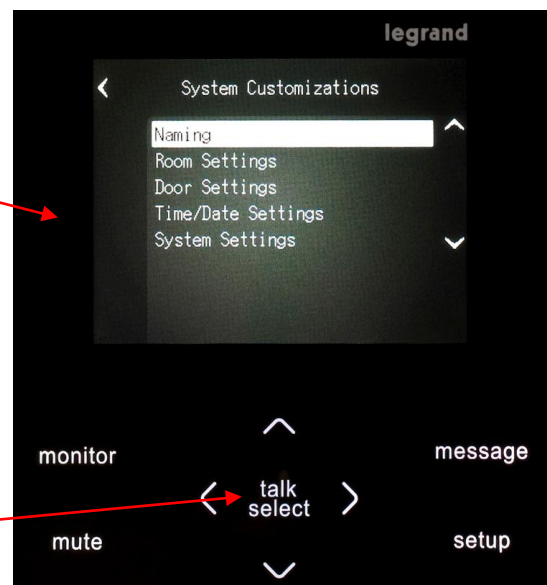 legrand
System Customizations
Naming
Room Settings
Door Settings
Time/Date Settings
System Settings
monitor
message
talk
select
mute
setup